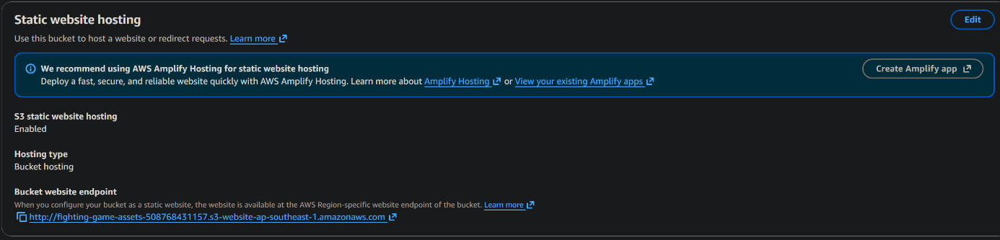 Static website hosting
Edit
Use this bucket to host a website or redirect requests. Learn more
We recommend using AWS Amplify Hosting for static website hosting
Create Amplify app
Deploy a fast, secure, and reliable website quickly with AWS Amplify Hosting. Learn more about Amplify Hosting or View your existing Amplify apps
S3 static website hosting
Enabled
Hosting type
Bucket hosting
Bucket website endpoint
When you configure your bucket as a static website, the website is available at the AWS Region-specific website endpoint of the bucket. Learn more
http://fighting-game-assets-508768431157.s3-website-ap-southeast-1.amazonaws.com